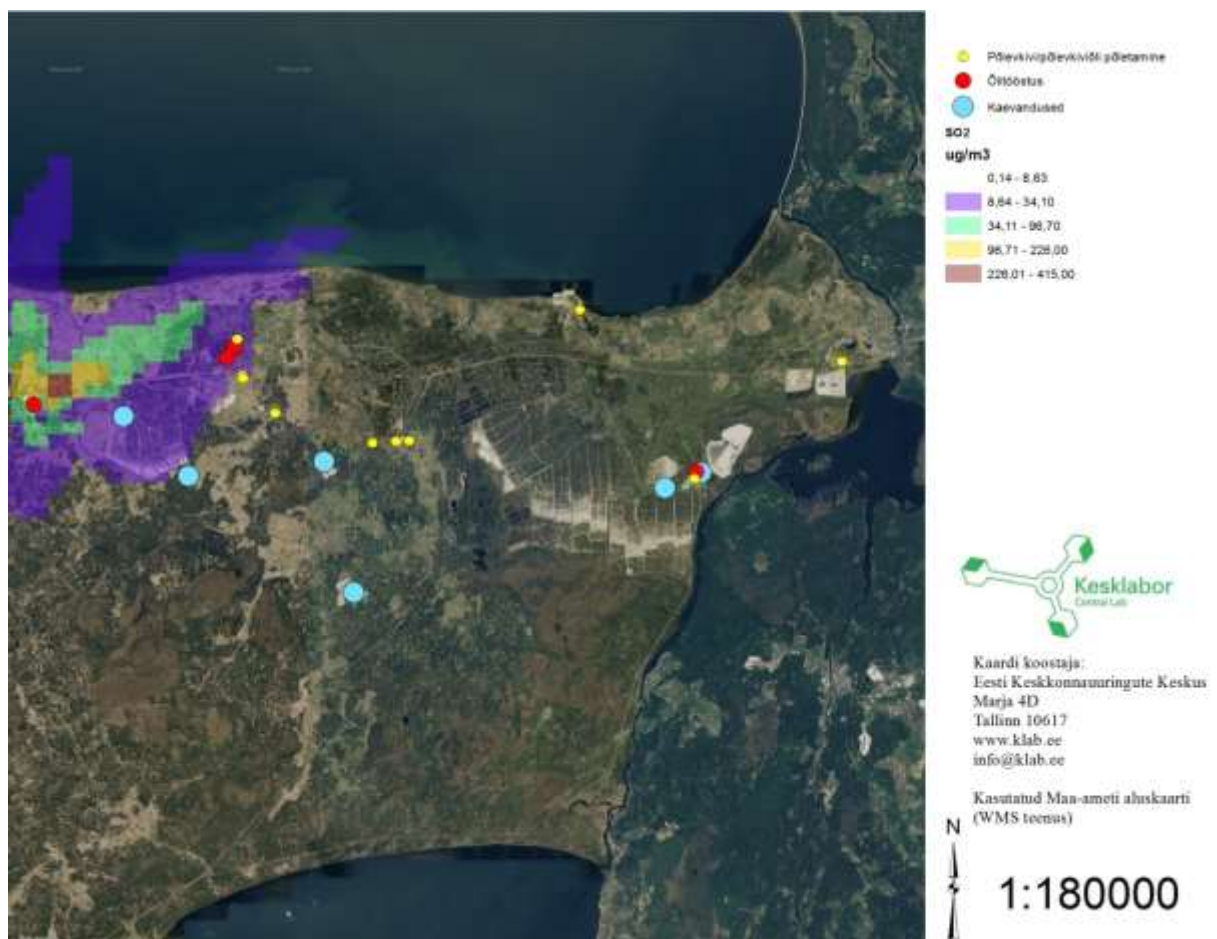 Põlevkivi/põlevkiviõli põletamine
Õlitööstus
Kaevandused
SO2
ug/m3
0,14 - 8,63
8,64 - 34,10
34,11 - 96,70
96,71 - 226,00
226,01 - 415,00
Kesklabor
Central Lab
Kaardi koostaja:
Eesti Keskkonnauuringute Keskus
Marja 4D
Tallinn 10617
www.klab.ee
info@klab.ee
Kasutatud Maa-ameti aluskaarti
(WMS teenus)
N
1:180000